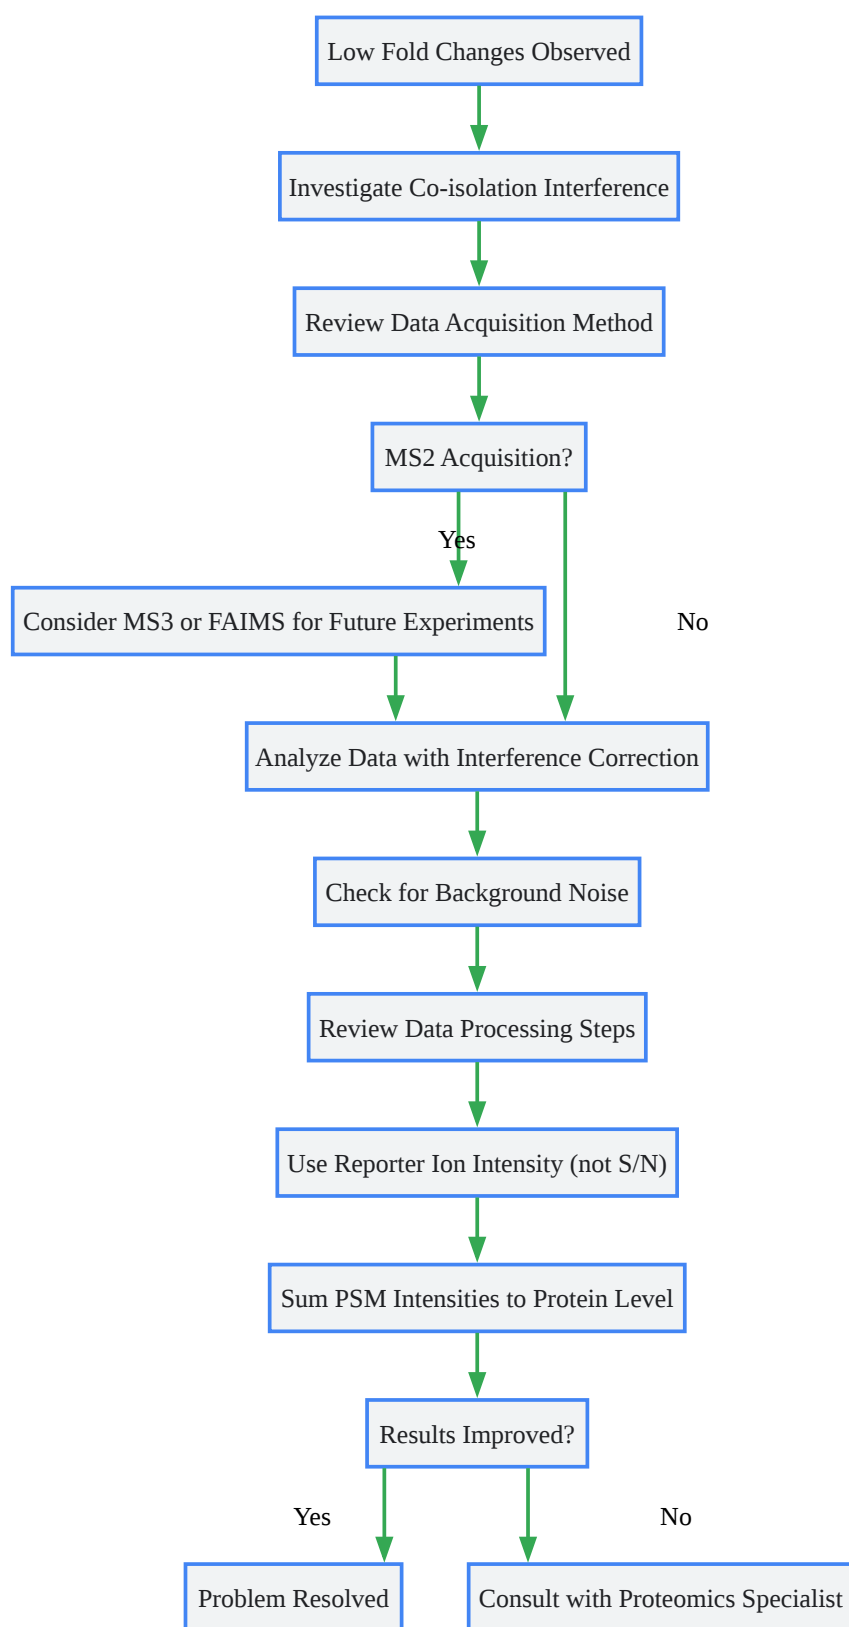 Low Fold Changes Observed
Investigate Co-isolation Interference
Review Data Acquisition Method
MS2 Acquisition?
Yes
Consider MS3 or FAIMS for Future Experiments
No
Analyze Data with Interference Correction
Check for Background Noise
Review Data Processing Steps
Use Reporter Ion Intensity (not S/N)
Sum PSM Intensities to Protein Level
Results Improved?
Yes
No
Problem Resolved
Consult with Proteomics Specialist